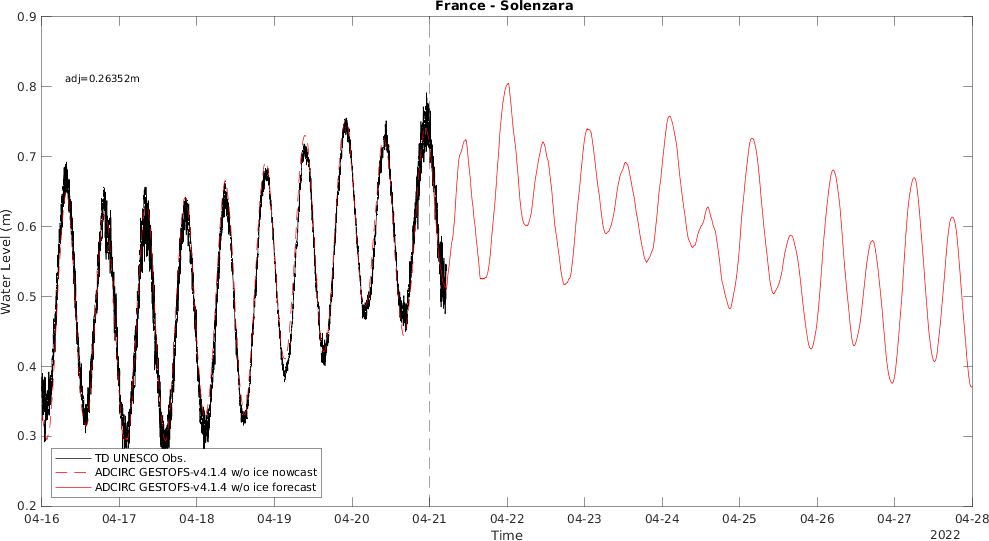 France - Solenzara
0.9
0.8
0.7
0.6
0.5
0.4
0.3
0.2
Water Level (m)
adj=0.26352m
TD UNESCO Obs.
ADCIRC GESTOFS-v4.1.4 w/o ice nowcast
ADCIRC GESTOFS-v4.1.4 w/o ice forecast
04-16 04-17 04-18 04-19 04-20 04-21 04-22 04-23 04-24 04-25 04-26 04-27 04-28
Time
2022